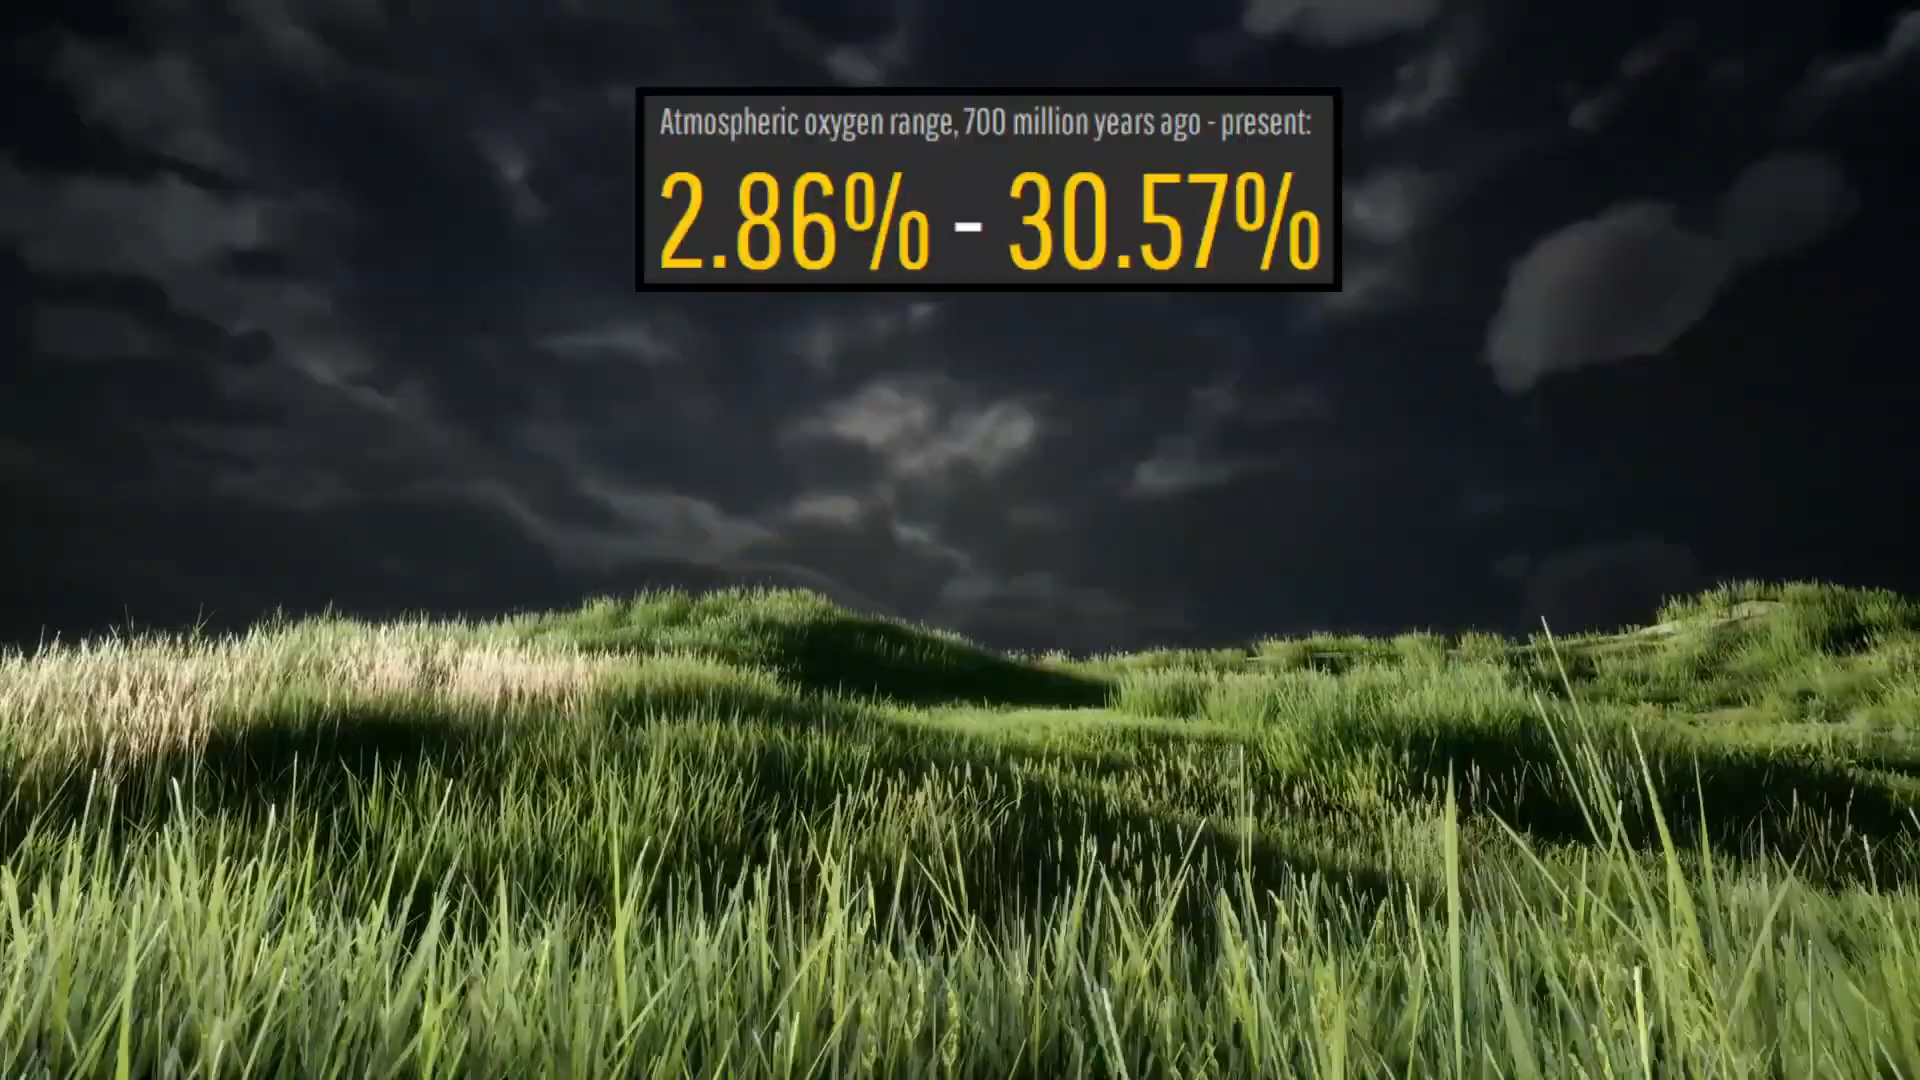 Atmospheric oxygen range, 700 million years ago - present:
2.86% - 30.57%